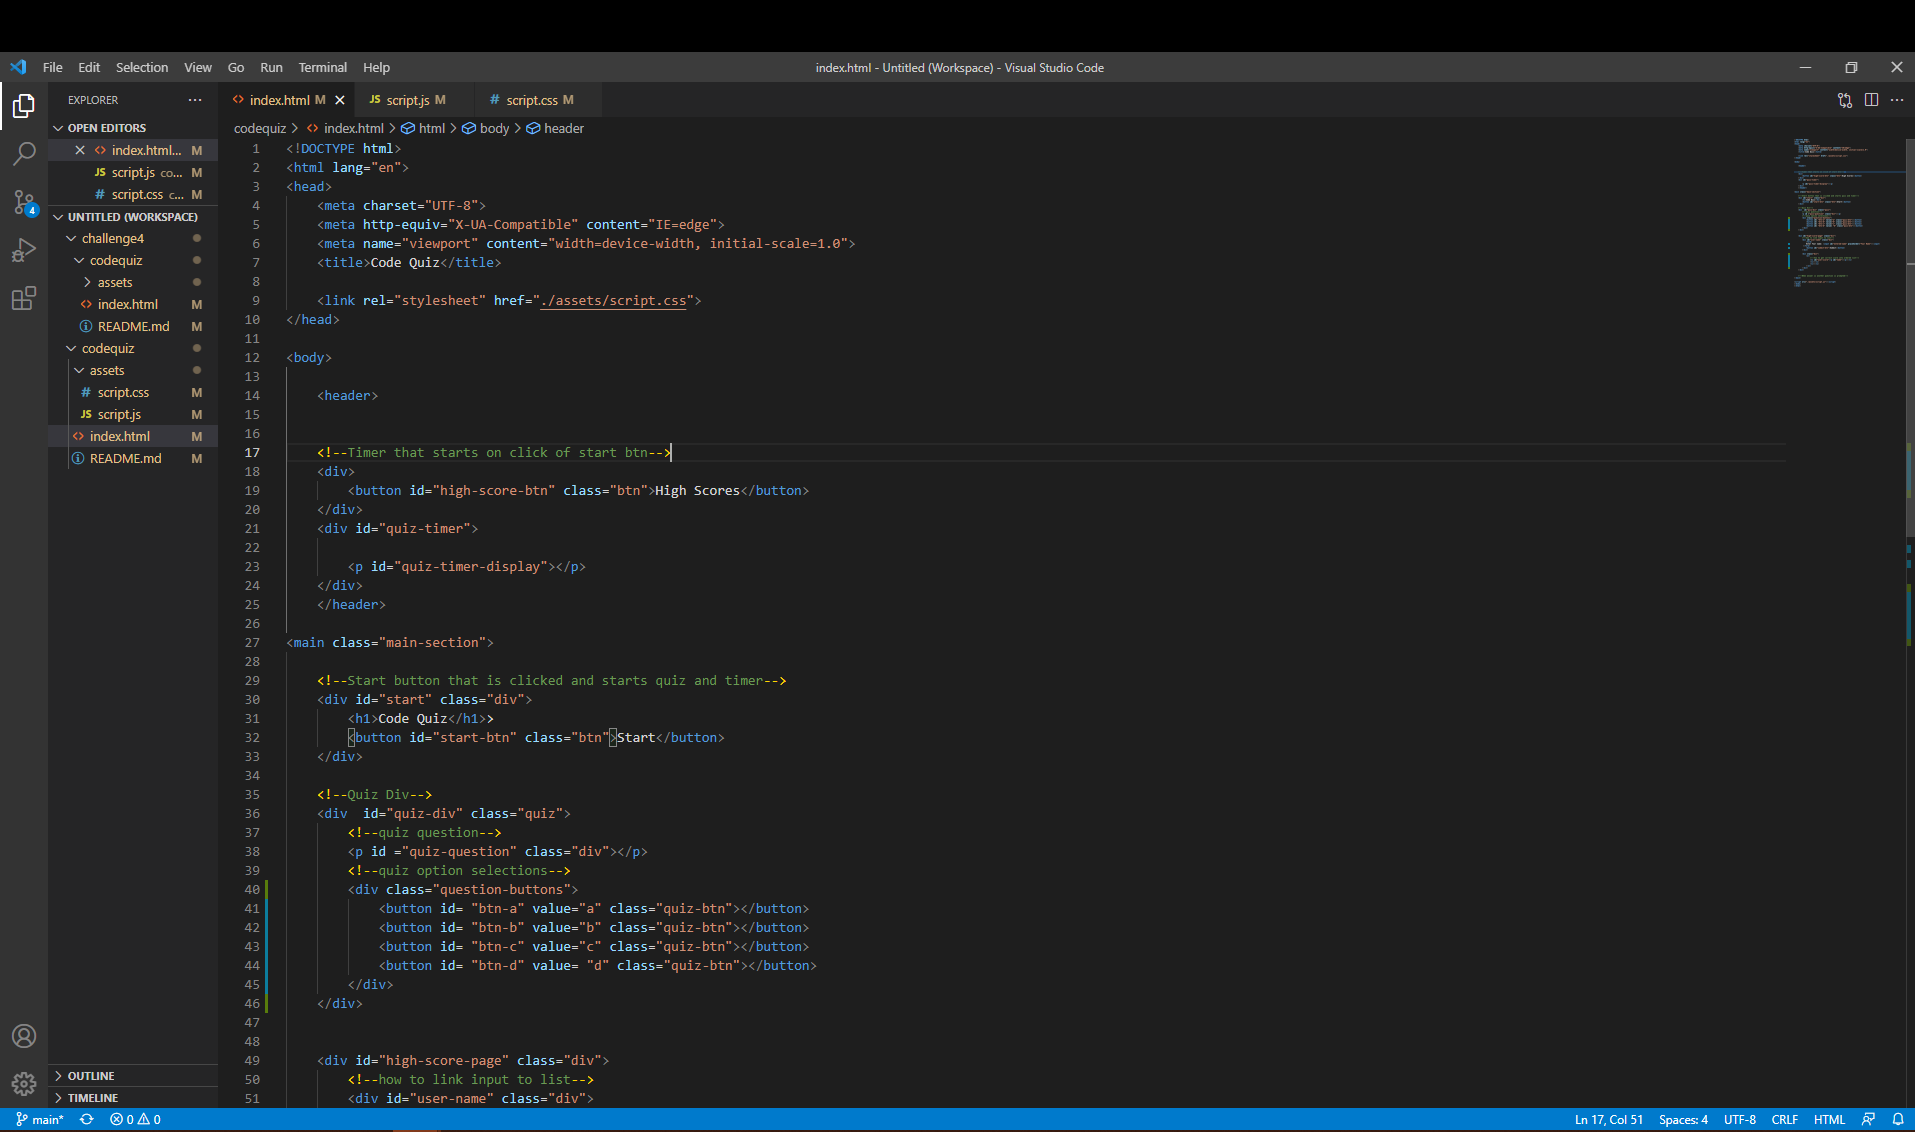 File Edit Selection View Go Run Terminal Help
index.html - Untitled (Workspace) - Visual Studio Code
EXPLORER
OPEN EDITORS
index.html... M
JS script.js co... M
# script.css c... M
UNTITLED (WORKSPACE)
challenge4
codequiz
assets
index.html M
README.md M
codequiz
assets
# script.css M
JS script.js M
index.html M
README.md M
OUTLINE
TIMELINE
4
index.html M
JS script.js M
# script.css M
codequiz > index.html > html > body > header
1 <!DOCTYPE html>
2 <html lang="en">
3 <head>
4 <meta charset="UTF-8">
5 <meta http-equiv="X-UA-Compatible" content="IE=edge">
6 <meta name="viewport" content="width=device-width, initial-scale=1.0">
7 <title>Code Quiz</title>
8
9 <link rel="stylesheet" href="./assets/script.css">
10 </head>
11
12 <body>
13
14 <header>
15
16
17 <!--Timer that starts on click of start btn-->
18 <div>
19 <button id="high-score-btn" class="btn">High Scores</button>
20 </div>
21 <div id="quiz-timer">
22
23 <p id="quiz-timer-display"></p>
24 </div>
25 </header>
26
27 <main class="main-section">
28
29 <!--Start button that is clicked and starts quiz and timer-->
30 <div id="start" class="div">
31 <h1>Code Quiz</h1>>
32 <button id="start-btn" class="btn">Start</button>
33 </div>
34
35 <!--Quiz Div-->
36 <div  id="quiz-div" class="quiz">
37 <!--quiz question-->
38 <p id ="quiz-question" class="div"></p>
39 <!--quiz option selections-->
40 <div class="question-buttons">
41 <button id= "btn-a" value="a" class="quiz-btn"></button>
42 <button id= "btn-b" value="b" class="quiz-btn"></button>
43 <button id= "btn-c" value="c" class="quiz-btn"></button>
44 <button id= "btn-d" value= "d" class="quiz-btn"></button>
45 </div>
46 </div>
47
48
49 <div id="high-score-page" class="div">
50 <!--how to link input to list-->
51 <div id="user-name" class="div">
main* 0 0
Ln 17, Col 51 Spaces: 4 UTF-8 CRLF HTML